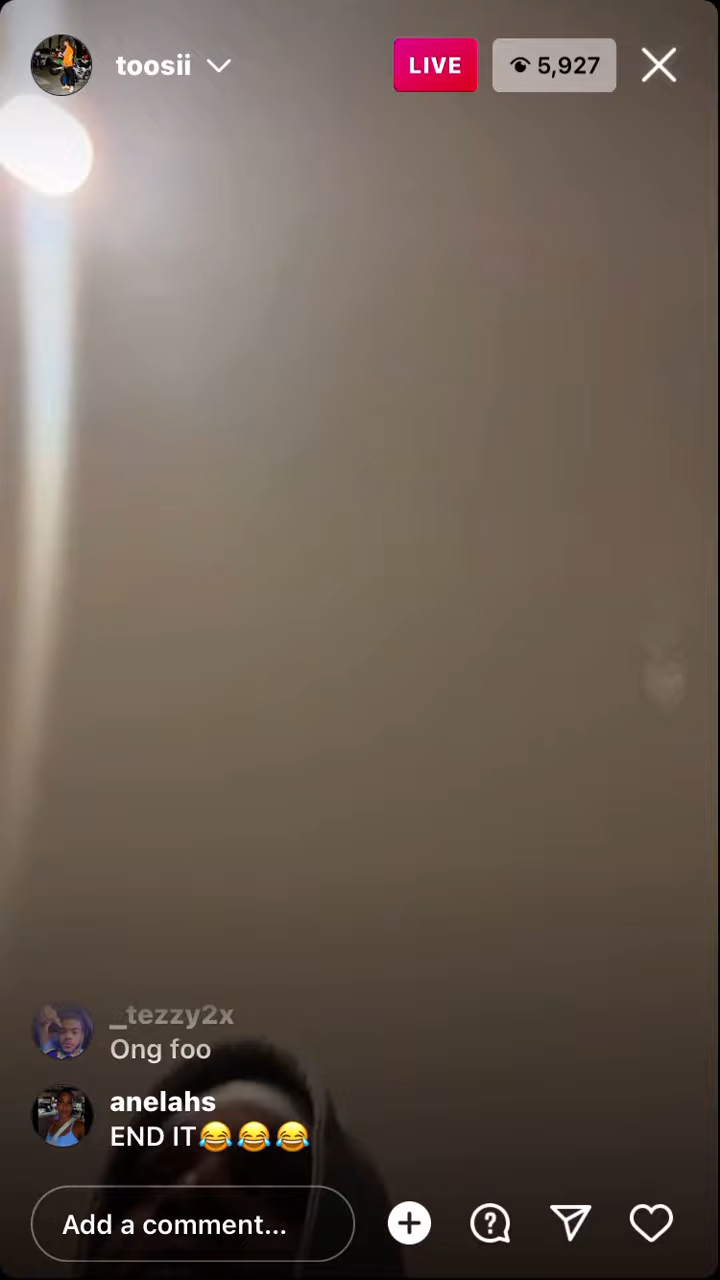 toosii
LIVE
5,927
_tezzy2x
Ong foo
anelahs
END IT😂😂😂
Add a comment...